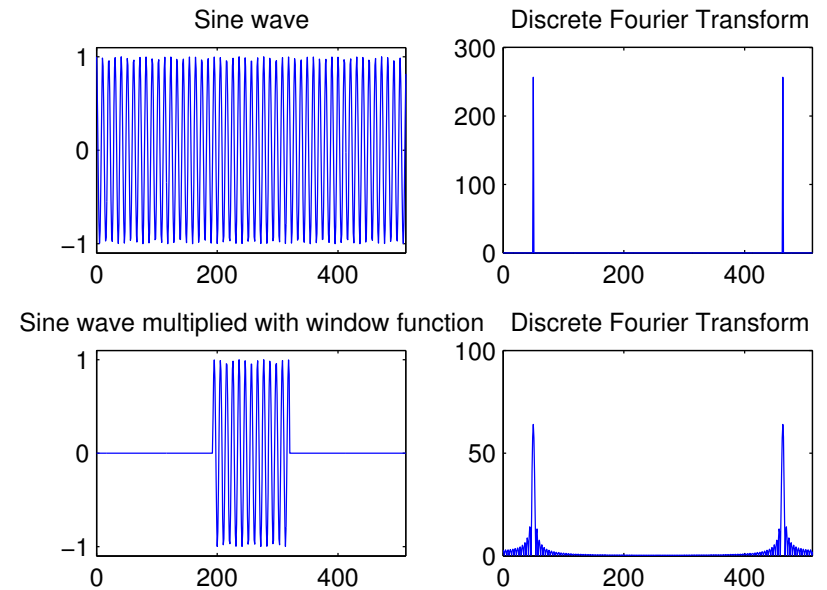 Sine wave
1
0
−1
0 200 400
Discrete Fourier Transform
300
200
100
0
0 200 400
Sine wave multiplied with window function
1
0
−1
0 200 400
Discrete Fourier Transform
100
50
0
0 200 400